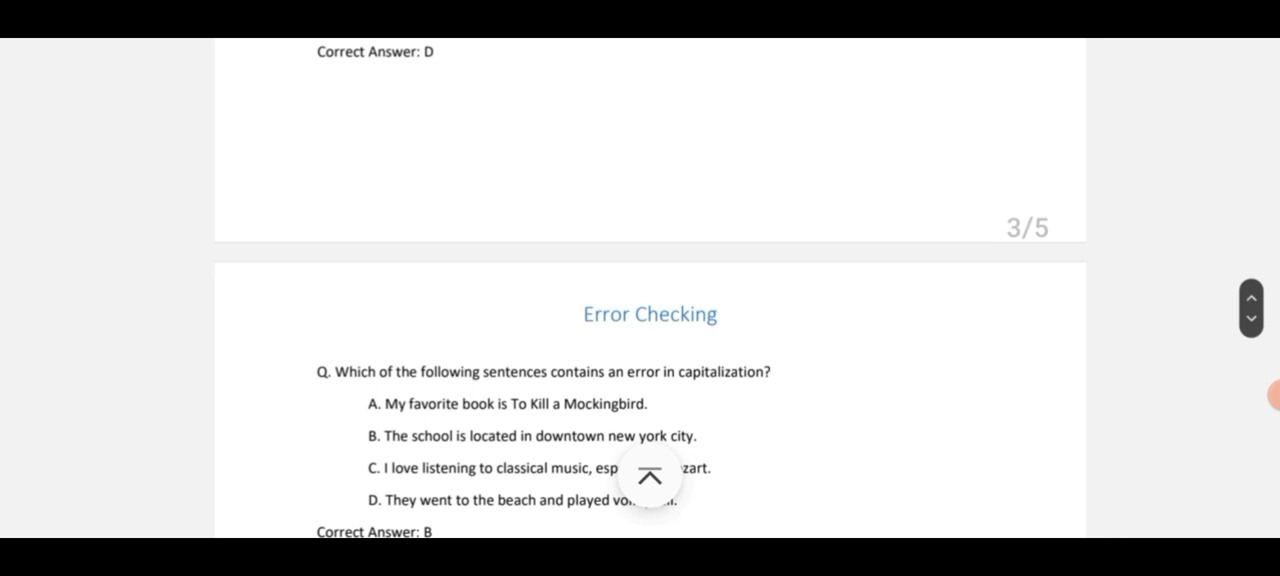 Correct Answer: D
3/5
Error Checking
Q. Which of the following sentences contains an error in capitalization?
A. My favorite book is To Kill a Mockingbird.
B. The school is located in downtown new york city.
C. I love listening to classical music,
D. They went to the beach and played
Correct Answer: B